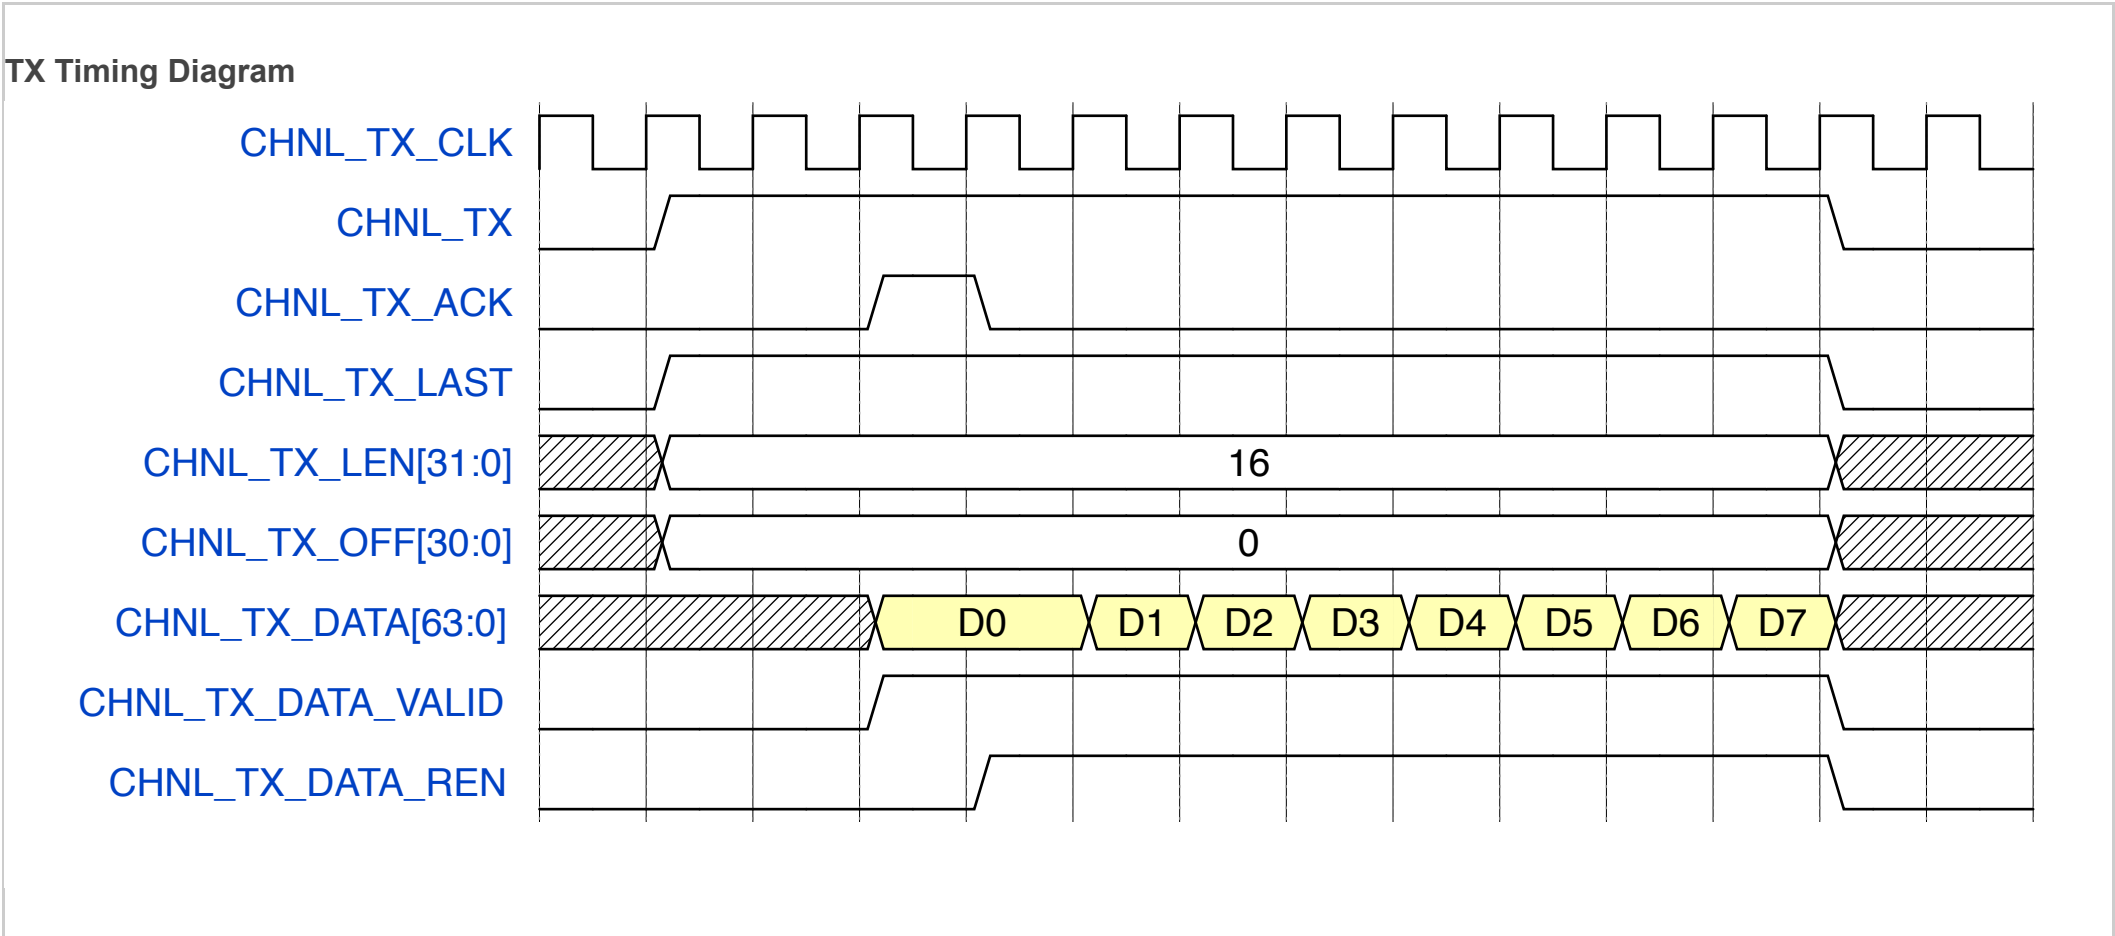 TX Timing Diagram
CHNL_TX_CLK
CHNL_TX
CHNL_TX_ACK
CHNL_TX_LAST
CHNL_TX_LEN[31:0] 16
CHNL_TX_OFF[30:0] 0
CHNL_TX_DATA[63:0] D0 D1 D2 D3 D4 D5 D6 D7
CHNL_TX_DATA_VALID
CHNL_TX_DATA_REN